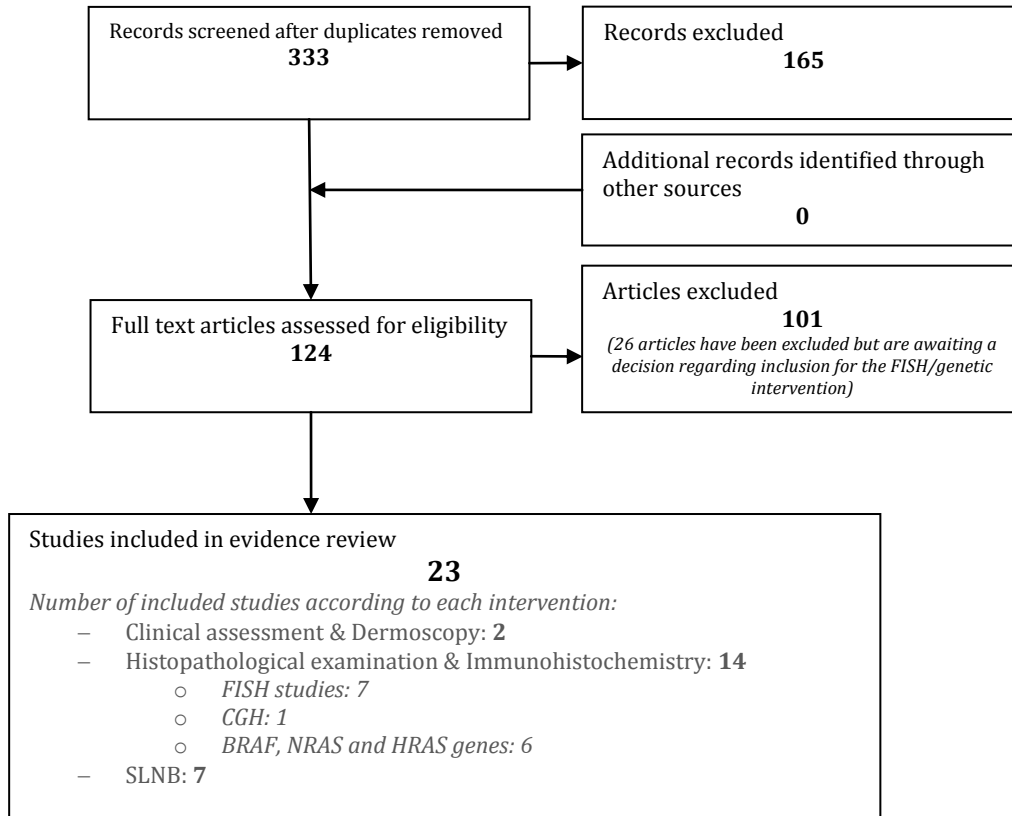 Records screened after duplicates removed
333
Records excluded
165
Additional records identified through
other sources
0
Full text articles assessed for eligibility
124
Articles excluded
101
(26 articles have been excluded but are awaiting a
decision regarding inclusion for the FISH/genetic
intervention)
Studies included in evidence review
23
Number of included studies according to each intervention:
– Clinical assessment & Dermoscopy: 2
– Histopathological examination & Immunohistochemistry: 14
o FISH studies: 7
o CGH: 1
o BRAF, NRAS and HRAS genes: 6
– SLNB: 7